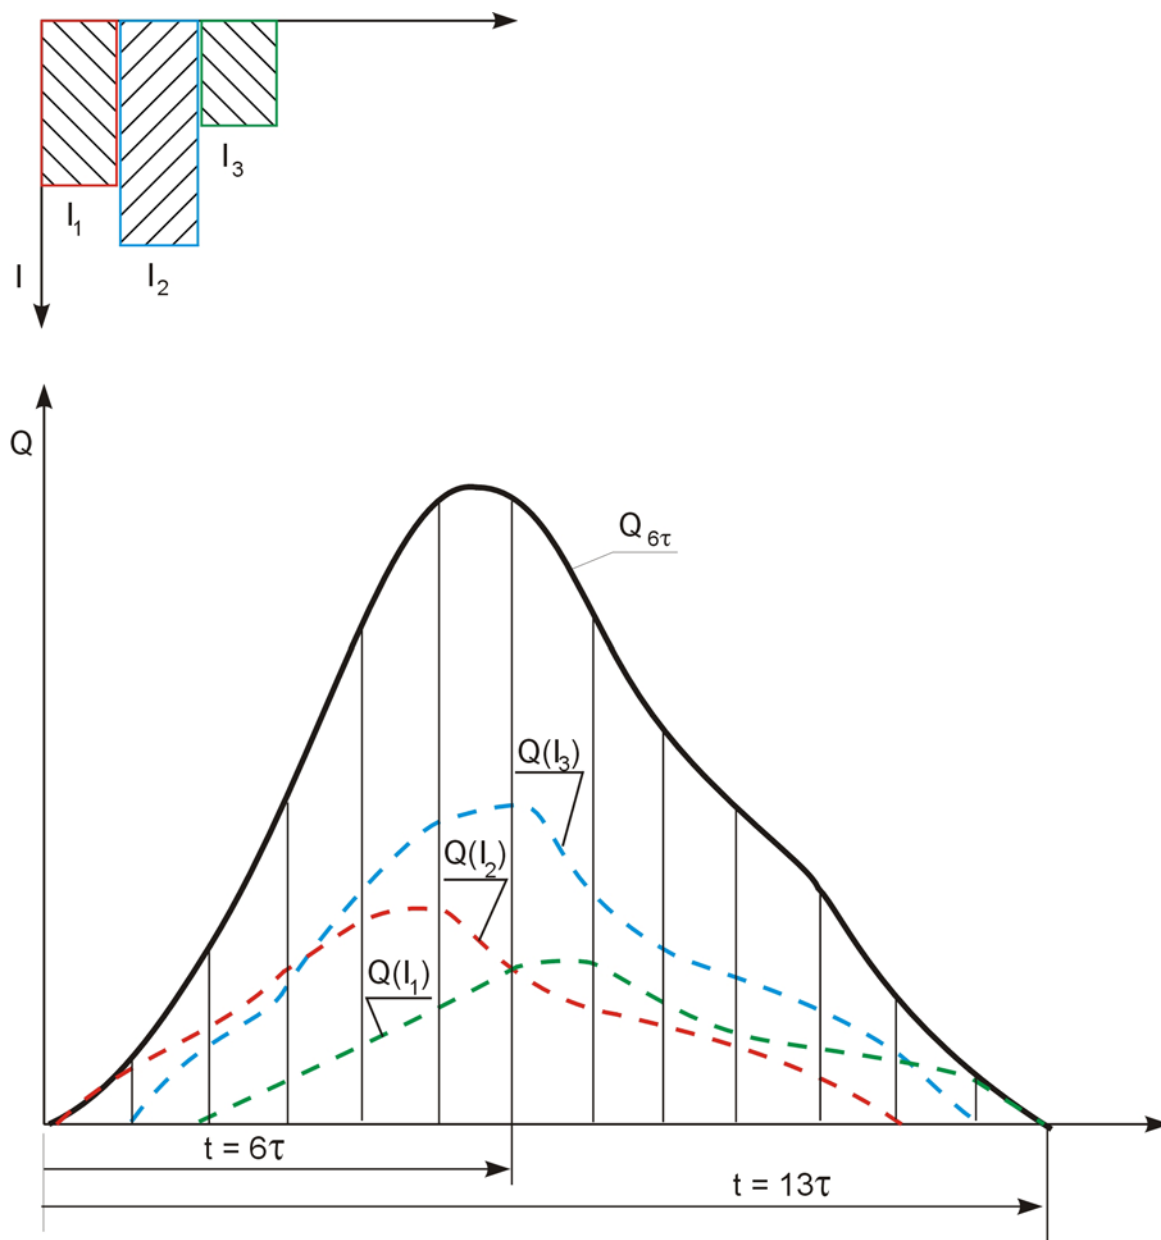 I₃
I₁
I
I₂
Q
Q₆τ
Q(I₃)
Q(I₂)
Q(I₁)
t = 6τ
t = 13τ